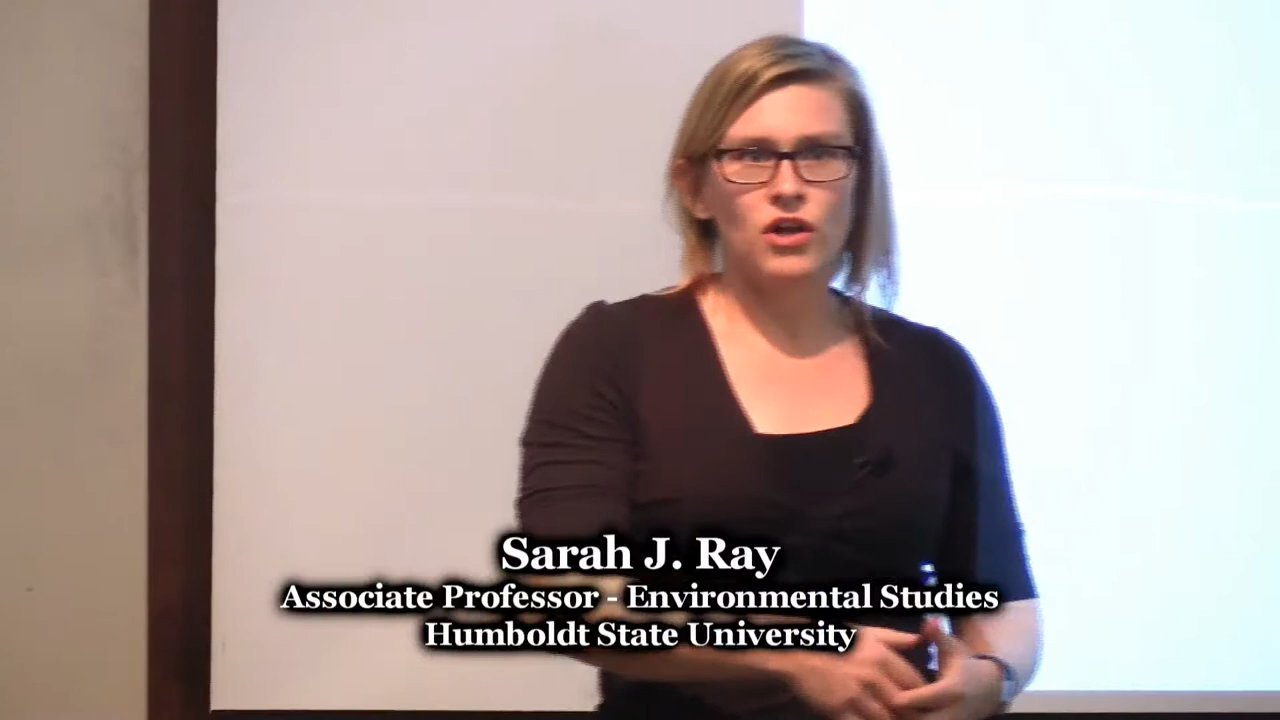 Sarah J. Ray
Associate Professor - Environmental Studies
Humboldt State University